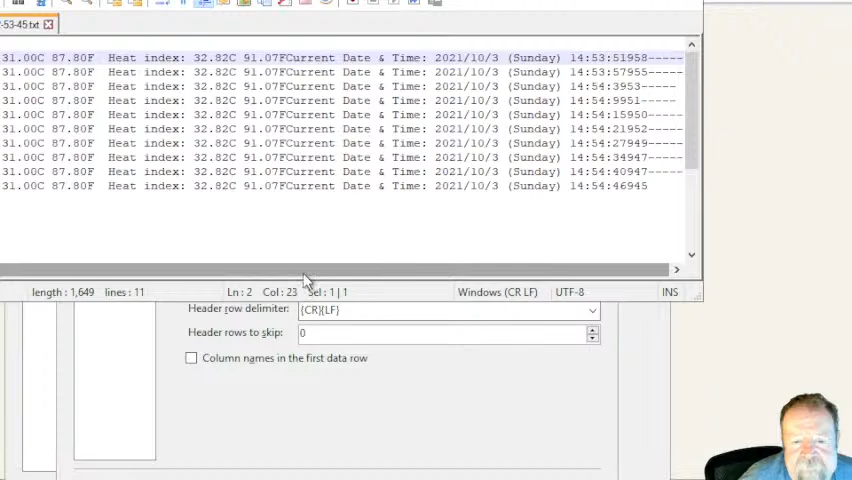 2-53-45.txt
31.00C 87.80F Heat index: 32.82C 91.07FCurrent Date & Time: 2021/10/3 (Sunday) 14:53:51958-----
31.00C 87.80F Heat index: 32.82C 91.07FCurrent Date & Time: 2021/10/3 (Sunday) 14:53:57955-----
31.00C 87.80F Heat index: 32.82C 91.07FCurrent Date & Time: 2021/10/3 (Sunday) 14:54:3953-----
31.00C 87.80F Heat index: 32.82C 91.07FCurrent Date & Time: 2021/10/3 (Sunday) 14:54:9951-----
31.00C 87.80F Heat index: 32.82C 91.07FCurrent Date & Time: 2021/10/3 (Sunday) 14:54:15950-----
31.00C 87.80F Heat index: 32.82C 91.07FCurrent Date & Time: 2021/10/3 (Sunday) 14:54:21952-----
31.00C 87.80F Heat index: 32.82C 91.07FCurrent Date & Time: 2021/10/3 (Sunday) 14:54:27949-----
31.00C 87.80F Heat index: 32.82C 91.07FCurrent Date & Time: 2021/10/3 (Sunday) 14:54:34947-----
31.00C 87.80F Heat index: 32.82C 91.07FCurrent Date & Time: 2021/10/3 (Sunday) 14:54:40947-----
31.00C 87.80F Heat index: 32.82C 91.07FCurrent Date & Time: 2021/10/3 (Sunday) 14:54:46945
length : 1,649 lines : 11 Ln : 2 Col : 23 Sel : 1 | 1 Windows (CR LF) UTF-8 INS
Header row delimiter: {CR}{LF}
Header rows to skip: 0
Column names in the first data row